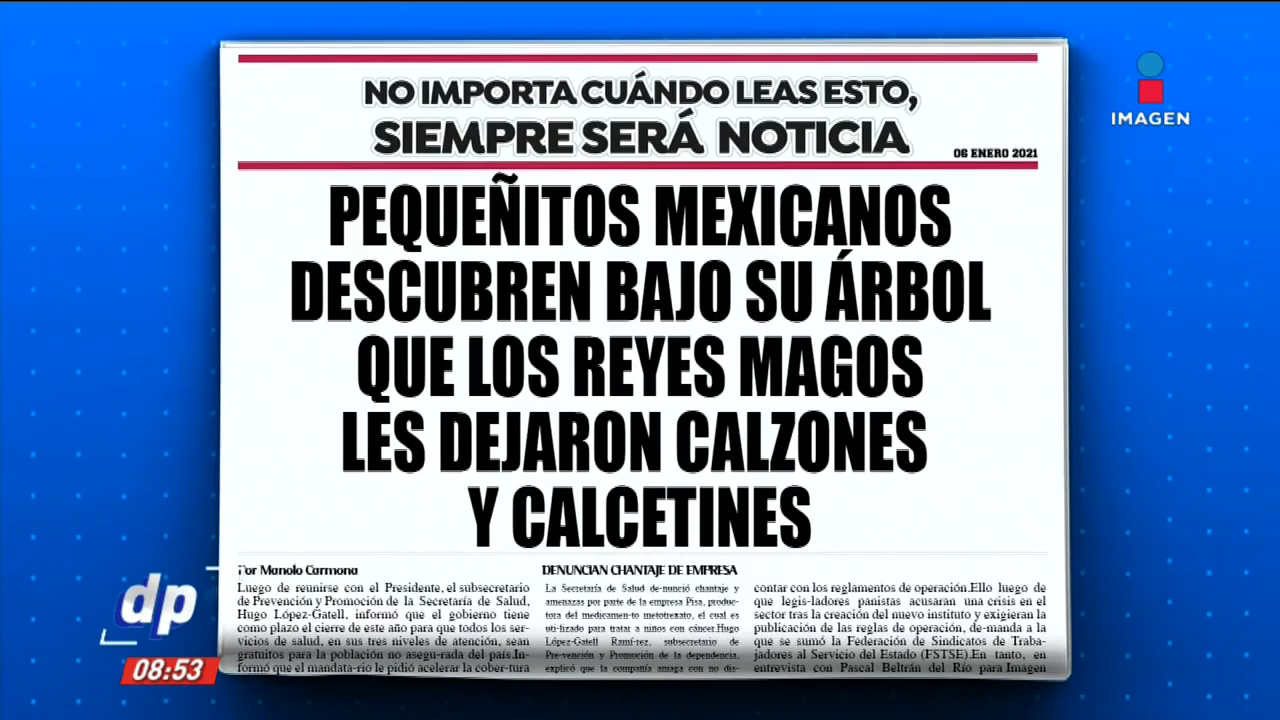 NO IMPORTA CUÁNDO LEAS ESTO,
SIEMPRE SERÁ NOTICIA
06 ENERO 2021
IMAGEN
PEQUEÑITOS MEXICANOS
DESCUBREN BAJO SU ÁRBOL
QUE LOS REYES MAGOS
LES DEJARON CALZONES
Y CALCETINES
Por Manolo Carmona
Luego de reunirse con el Presidente, el subsecretario
de Prevención y Promoción de la Secretaría de Salud,
Hugo López-Gatell, informó que el gobierno tiene
como plazo el cierre de este año para que todos los ser-
vicios de salud, en sus tres niveles de atención, sean
gratuitos para la población no asegu-rada del país.In-
formó que el mandata-rio le pidió acelerar la cober-tura
DENUNCIAN CHANTAJE DE EMPRESA
La Secretaría de Salud de-nunció chantaje y
amenazas por parte de la empresa Pisa, produc-
tora del medicamen-to metotrexato, el cual es
uti-lizado para tratar a niños con cáncer.Hugo
López-Gatell Ramí-rez, subsecretario de
Pre-vención y Promoción de la dependencia,
explicó que la compañía amaga con no dis-
contar con los reglamentos de operación.Ello luego de
que legis-ladores panistas acusaran una crisis en el
sector tras la creación del nuevo instituto y exigieran la
publicación de las reglas de operación, de-manda a la
que se sumó la Federación de Sindicatos de Traba-
jadores al Servicio del Estado (FSTSE).En tanto, en
entrevista con Pascal Beltrán del Río para Imagen
dp
08:53